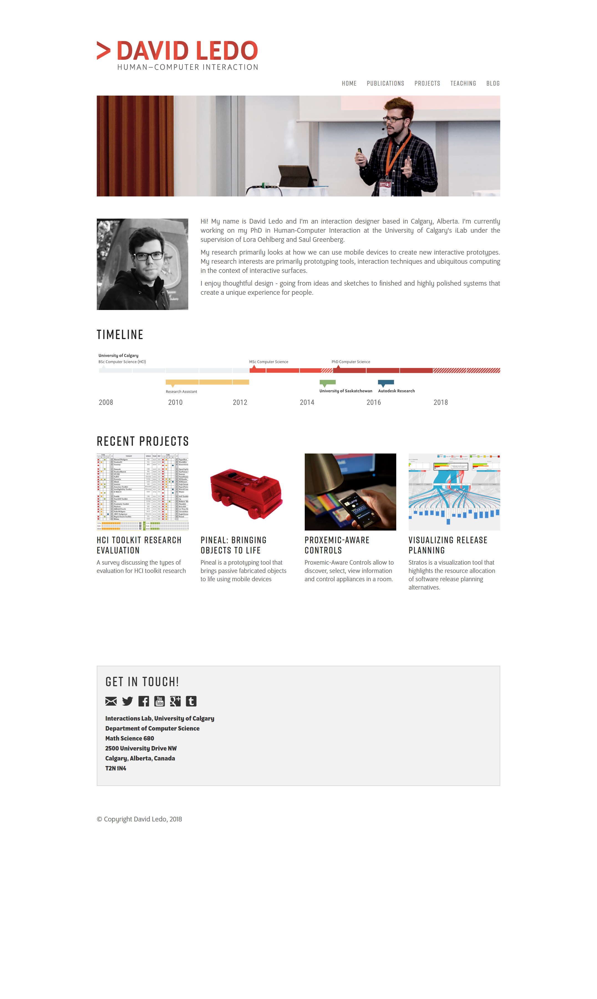 > DAVID LEDO
HUMAN–COMPUTER INTERACTION
HOME PUBLICATIONS PROJECTS TEACHING BLOG
Hi! My name is David Ledo and I'm an interaction designer based in Calgary, Alberta. I'm currently
working on my PhD in Human-Computer Interaction at the University of Calgary's iLab under the
supervision of Lora Oehlberg and Saul Greenberg.
My research primarily looks at how we can use mobile devices to create new interactive prototypes.
My research interests are primarily prototyping tools, interaction techniques and ubiquitous computing
in the context of interactive surfaces.
I enjoy thoughtful design - going from ideas and sketches to finished and highly polished systems that
create a unique experience for people.
TIMELINE
University of Calgary
BSc Computer Science (HCI) MSc Computer Science PhD Computer Science
Research Assistant University of Saskatchewan Autodesk Research
2008 2010 2012 2014 2016 2018
RECENT PROJECTS
Lamp
HCI TOOLKIT RESEARCH
EVALUATION
A survey discussing the types of
evaluation for HCI toolkit research
PINEAL: BRINGING
OBJECTS TO LIFE
Pineal is a prototyping tool that
brings passive fabricated objects
to life using mobile devices
PROXEMIC-AWARE
CONTROLS
Proxemic-Aware Controls allow to
discover, select, view information
and control appliances in a room.
VISUALIZING RELEASE
PLANNING
Stratos is a visualization tool that
highlights the resource allocation
of software release planning
alternatives.
GET IN TOUCH!
You
Tube g+ t
Interactions Lab, University of Calgary
Department of Computer Science
Math Science 680
2500 University Drive NW
Calgary, Alberta, Canada
T2N 1N4
© Copyright David Ledo, 2018